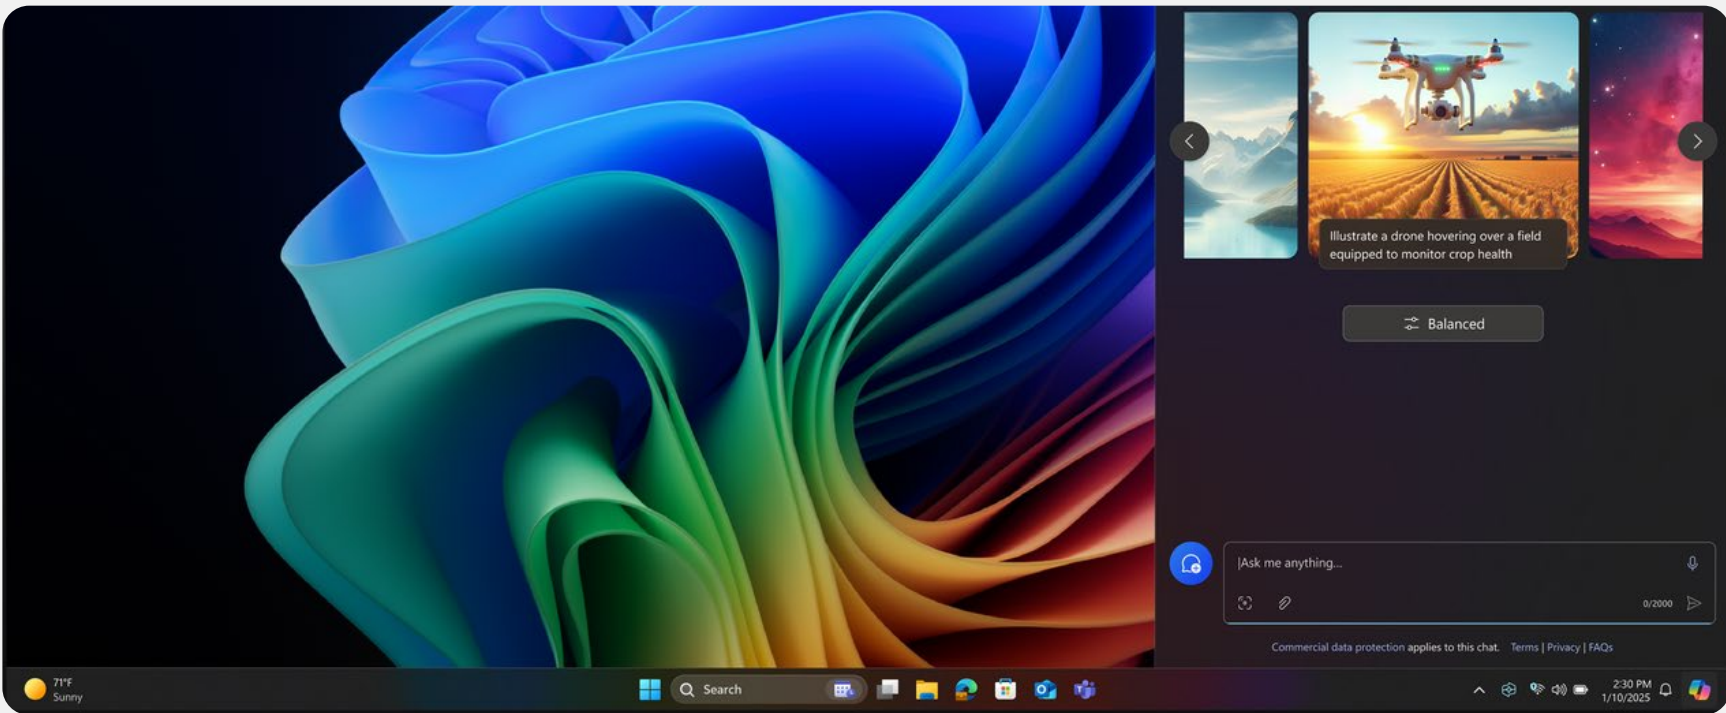 Illustrate a drone hovering over a field
equipped to monitor crop health
Balanced
Ask me anything...
0/2000
Commercial data protection applies to this chat. Terms | Privacy | FAQs
71°F
Sunny
Search
2:30 PM
1/10/2025